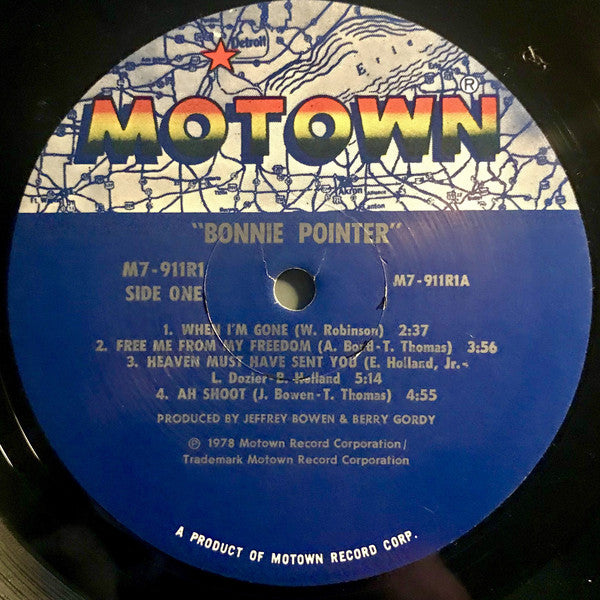 Detroit
Erie
MOTOWN®
Akron
"BONNIE POINTER"
M7-911R1
SIDE ONE
M7-911R1A
1. WHEN I'M GONE (W. Robinson) 2:37
2. FREE ME FROM MY FREEDOM (A. Bond-T. Thomas) 3:56
3. HEAVEN MUST HAVE SENT YOU (E. Holland, Jr.-
L. Dozier-B. Holland 5:14
4. AH SHOOT (J. Bowen-T. Thomas) 4:55
PRODUCED BY JEFFREY BOWEN & BERRY GORDY
℗ 1978 Motown Record Corporation/
Trademark Motown Record Corporation
A PRODUCT OF MOTOWN RECORD CORP.